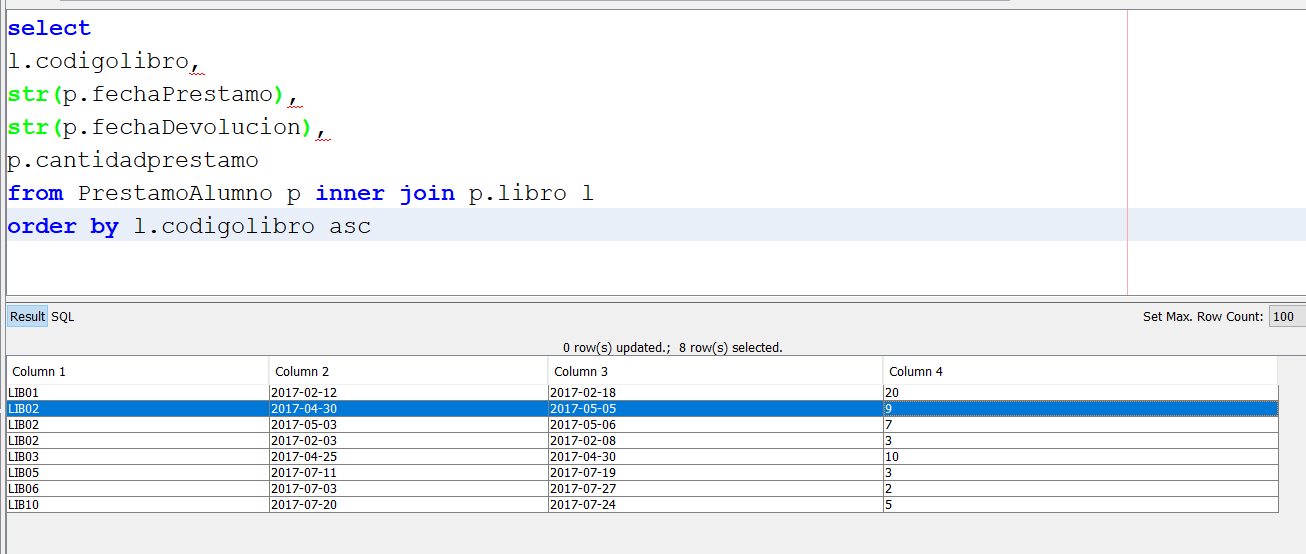 select
l.codigolibro,
str(p.fechaPrestamo),
str(p.fechaDevolucion),
p.cantidadprestamo
from PrestamoAlumno p inner join p.libro l
order by l.codigolibro asc
Result SQL Set Max. Row Count: 100
0 row(s) updated.; 8 row(s) selected.
Column 1 Column 2 Column 3 Column 4
LIB01 2017-02-12 2017-02-18 20
LIB02 2017-04-30 2017-05-05 9
LIB02 2017-05-03 2017-05-06 7
LIB02 2017-02-03 2017-02-08 3
LIB03 2017-04-25 2017-04-30 10
LIB05 2017-07-11 2017-07-19 3
LIB06 2017-07-03 2017-07-27 2
LIB10 2017-07-20 2017-07-24 5